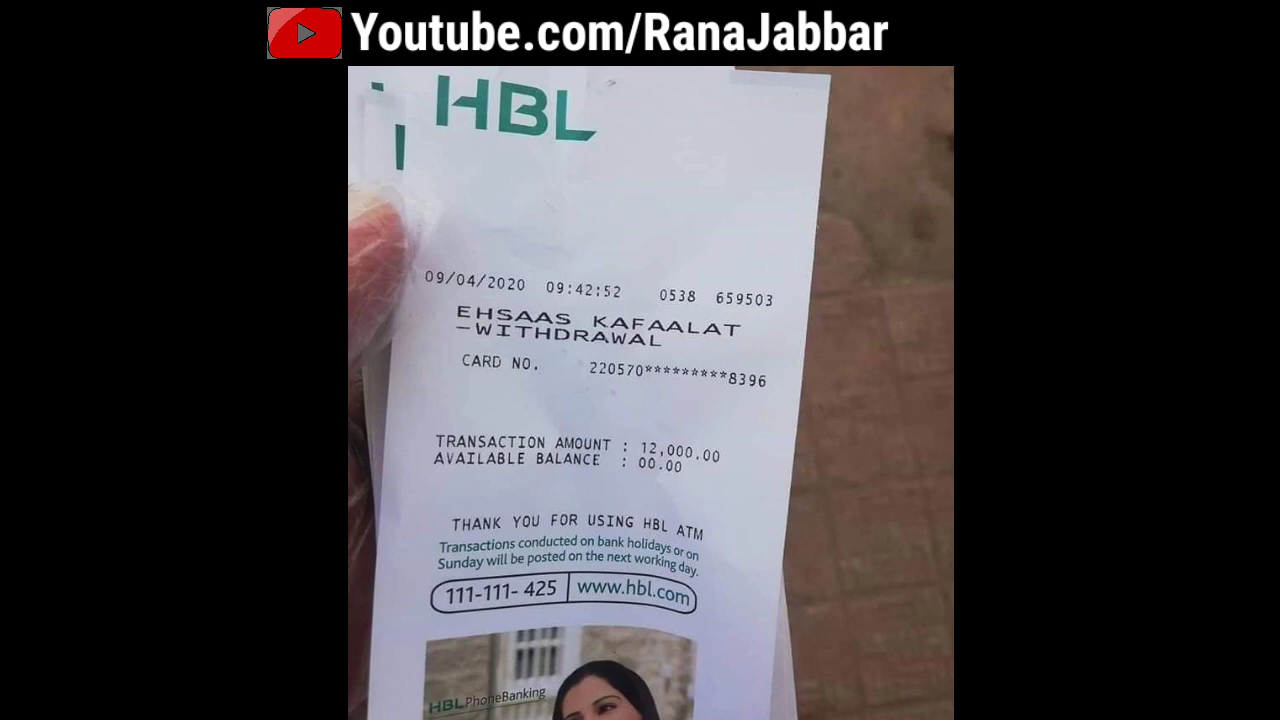 Youtube.com/RanaJabbar
HBL
09/04/2020 09:42:52 0538 659503
EHSAAS KAFAALAT
-WITHDRAWAL
CARD NO. 220570*********8396
TRANSACTION AMOUNT : 12,000.00
AVAILABLE BALANCE : 00.00
THANK YOU FOR USING HBL ATM
Transactions conducted on bank holidays or on
Sunday will be posted on the next working day.
111-111- 425 www.hbl.com
HBL PhoneBanking